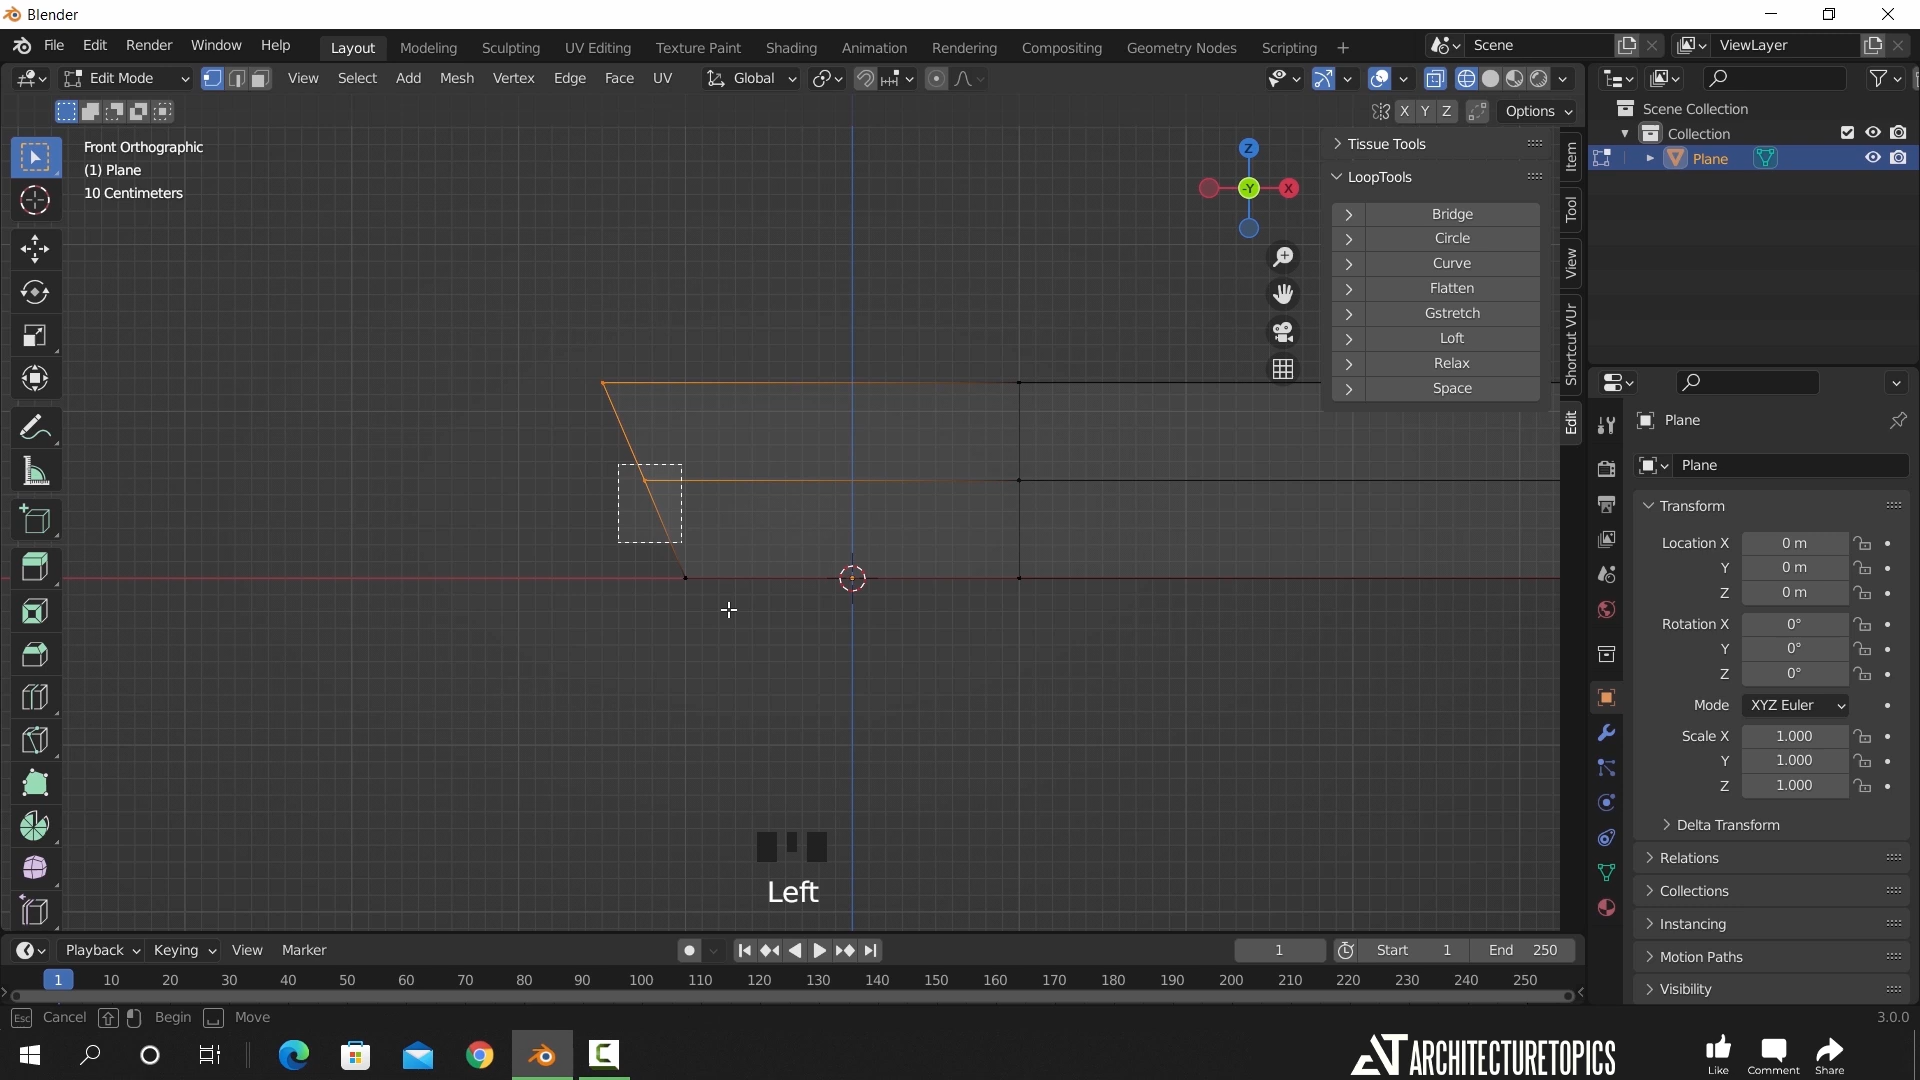 Blender
File Edit Render Window Help Layout Modeling Sculpting UV Editing Texture Paint Shading Animation Rendering Compositing Geometry Nodes Scripting + Scene ViewLayer
Edit Mode View Select Add Mesh Vertex Edge Face UV Global
X Y Z Options
Front Orthographic
(1) Plane
10 Centimeters
Z
-Y
X
Tissue Tools
LoopTools
Bridge
Circle
Curve
Flatten
Gstretch
Loft
Relax
Space
Item
Tool
View
Shortcut VUr
Edit
Scene Collection
Collection
Plane
Plane
Plane
Transform
Location X 0 m
Y 0 m
Z 0 m
Rotation X 0°
Y 0°
Z 0°
Mode XYZ Euler
Scale X 1.000
Y 1.000
Z 1.000
Delta Transform
Relations
Collections
Instancing
Motion Paths
Visibility
Left
Playback Keying View Marker 1 Start 1 End 250
1 10 20 30 40 50 60 70 80 90 100 110 120 130 140 150 160 170 180 190 200 210 220 230 240 250
Esc Cancel Begin Move 3.0.0
AT ARCHITECTURETOPICS
Like Comment Share